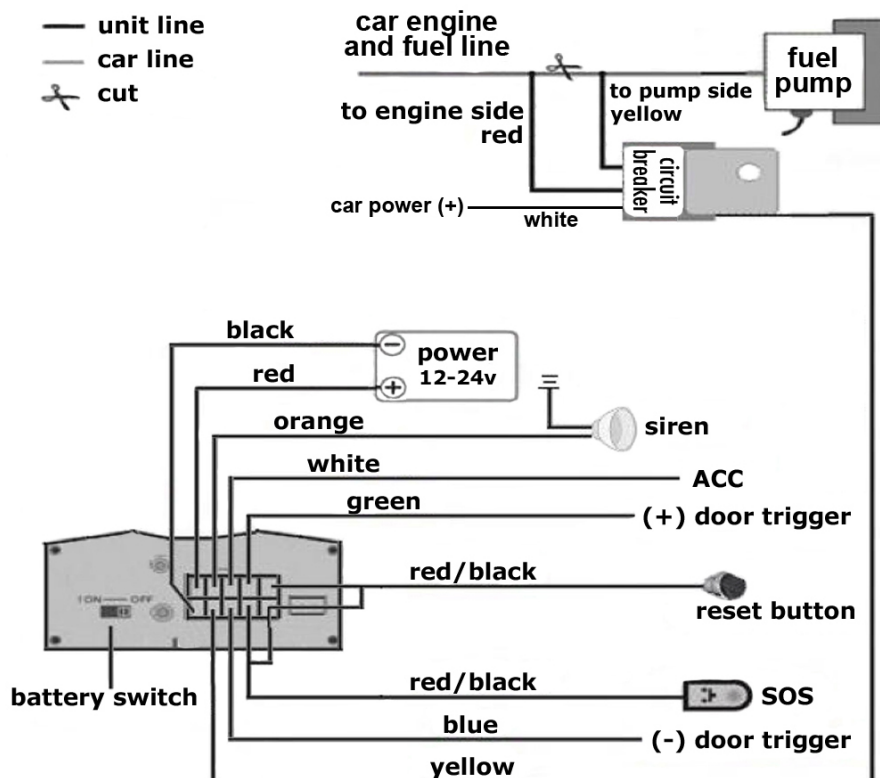 unit line
car line
cut
car engine
and fuel line
fuel
pump
to engine side
red
to pump side
yellow
circuit
breaker
car power (+)
white
black
power
12-24v
red
orange
siren
white
ACC
green
(+) door trigger
ON
OFF
red/black
reset button
battery switch
red/black
SOS
blue
(-) door trigger
yellow